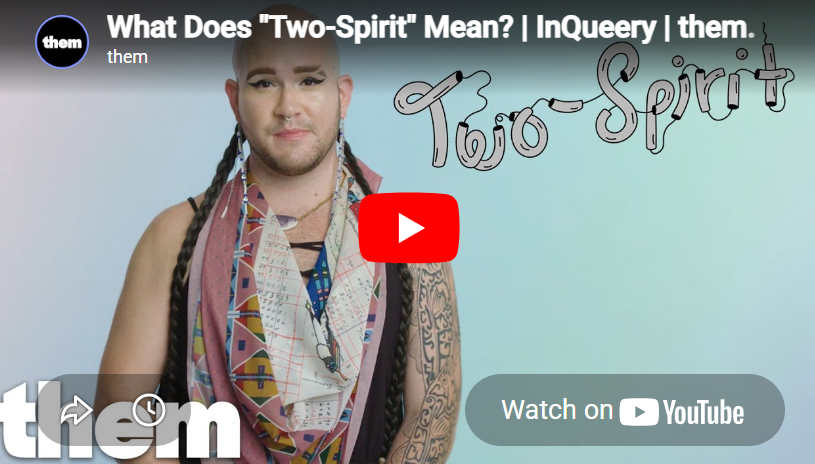 them
What Does "Two-Spirit" Mean? | InQueery | them.
them
Two-Spirit
them
Watch on YouTube